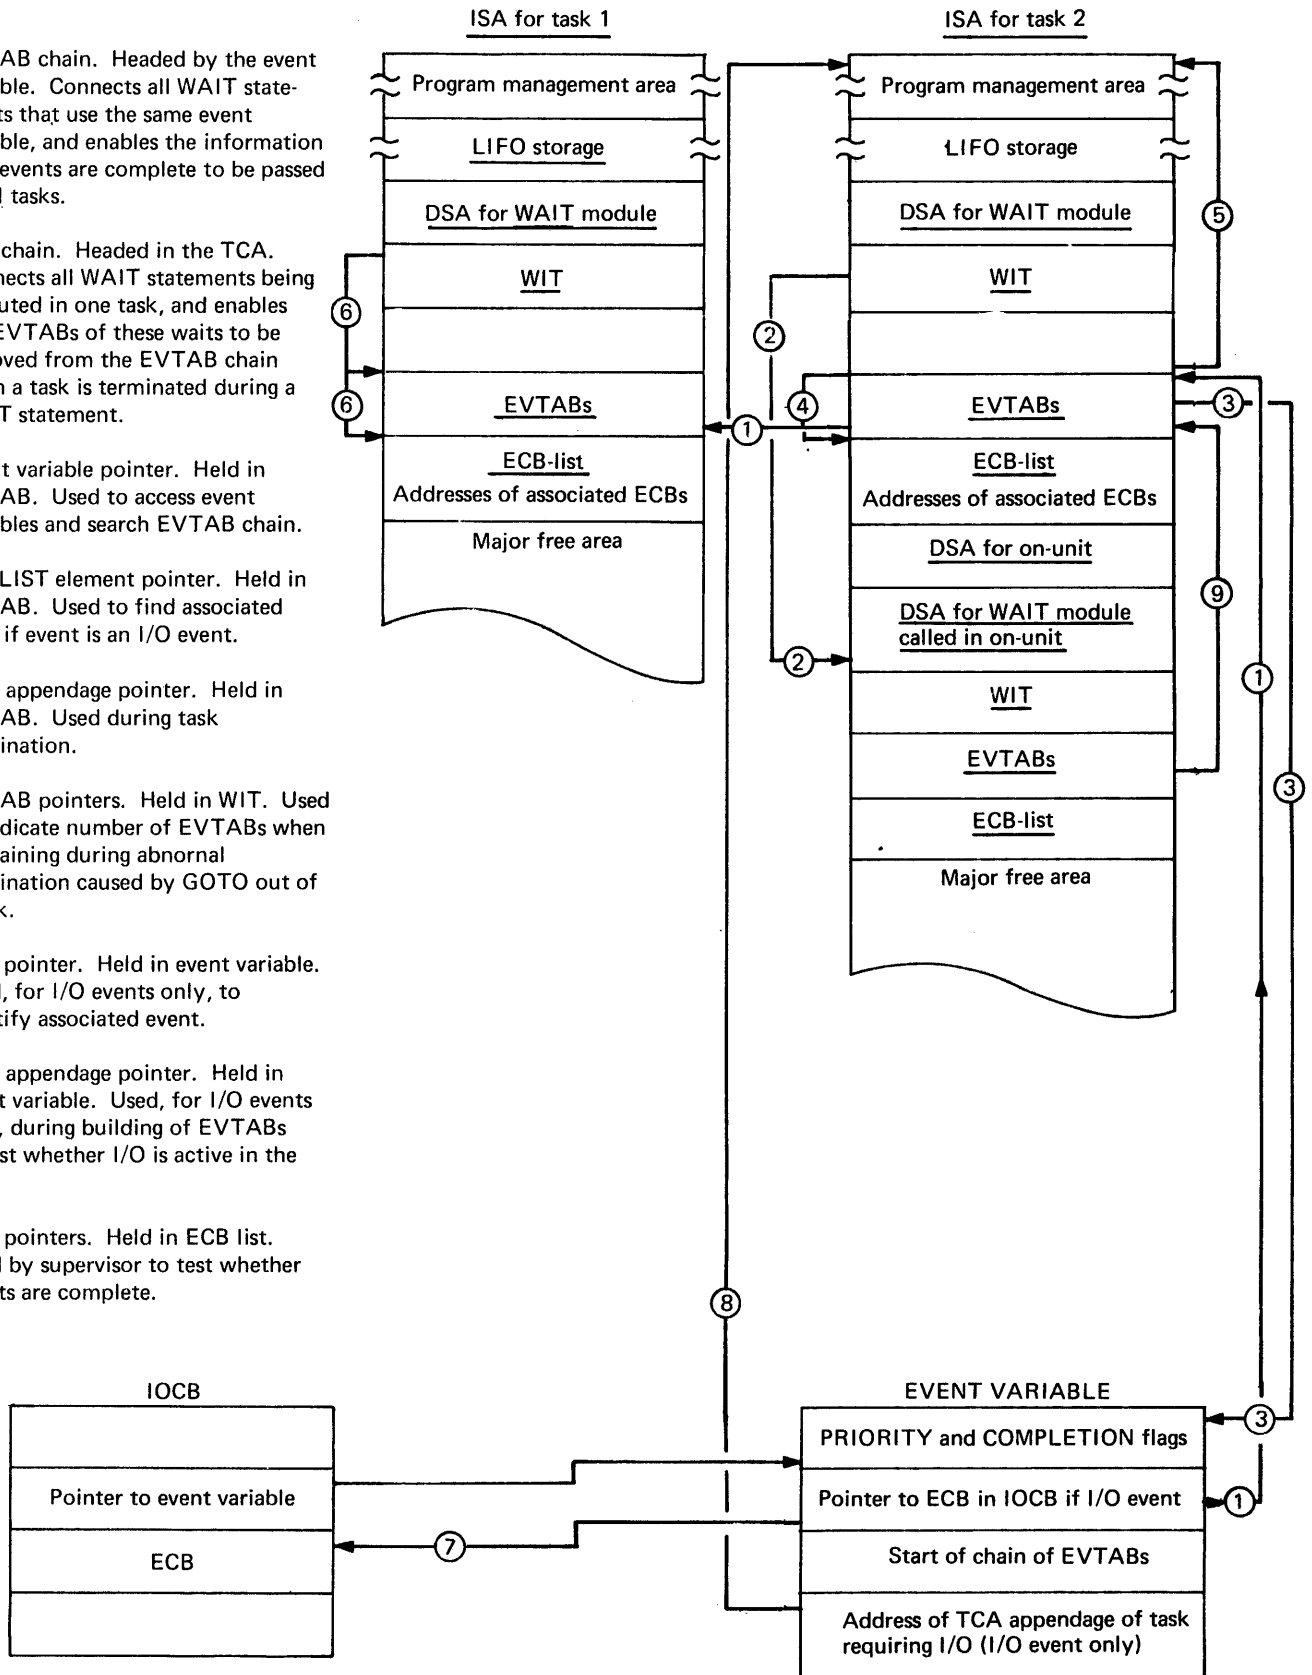 AB chain. Headed by the event
ble. Connects all WAIT state-
ts that use the same event
ble, and enables the information
events are complete to be passed
l tasks.
chain. Headed in the TCA.
nects all WAIT statements being
uted in one task, and enables
EVTABs of these waits to be
oved from the EVTAB chain
n a task is terminated during a
T statement.
t variable pointer. Held in
AB. Used to access event
bles and search EVTAB chain.
LIST element pointer. Held in
AB. Used to find associated
if event is an I/O event.
appendage pointer. Held in
AB. Used during task
ination.
AB pointers. Held in WIT. Used
dicate number of EVTABs when
aining during abnornal
ination caused by GOTO out of
k.
pointer. Held in event variable.
l, for I/O events only, to
tify associated event.
appendage pointer. Held in
t variable. Used, for I/O events
, during building of EVTABs
st whether I/O is active in the
pointers. Held in ECB list.
l by supervisor to test whether
ts are complete.
ISA for task 1
Program management area
LIFO storage
DSA for WAIT module
WIT
6
6
EVTABs
ECB-list
Addresses of associated ECBs
Major free area
ISA for task 2
Program management area
LIFO storage
DSA for WAIT module
5
WIT
2
4
EVTABs
3
1
ECB-list
Addresses of associated ECBs
DSA for on-unit
9
DSA for WAIT module
called in on-unit
2
1
WIT
EVTABs
3
ECB-list
Major free area
8
IOCB
Pointer to event variable
ECB
7
EVENT VARIABLE
PRIORITY and COMPLETION flags
3
Pointer to ECB in IOCB if I/O event
1
Start of chain of EVTABs
Address of TCA appendage of task
requiring I/O (I/O event only)